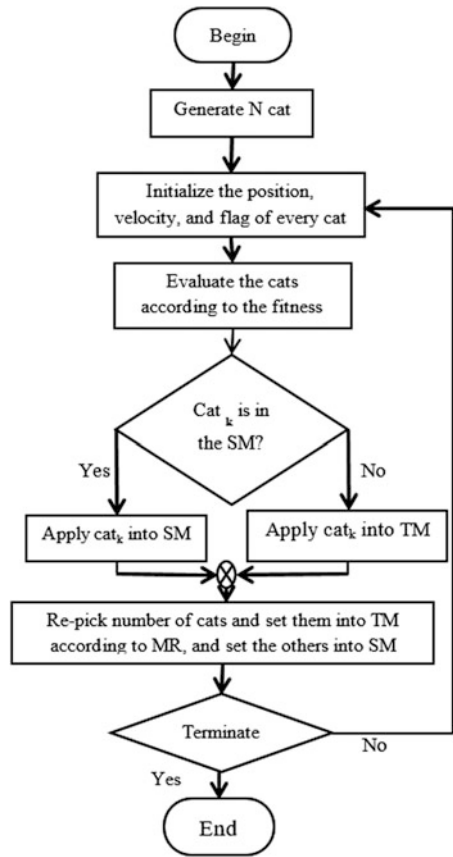 Begin
Generate N cat
Initialize the position,
velocity, and flag of every cat
Evaluate the cats
according to the fitness
Cat k is in
the SM?
Yes
No
Apply catk into SM
Apply catk into TM
Re-pick number of cats and set them into TM
according to MR, and set the others into SM
Terminate
No
Yes
End